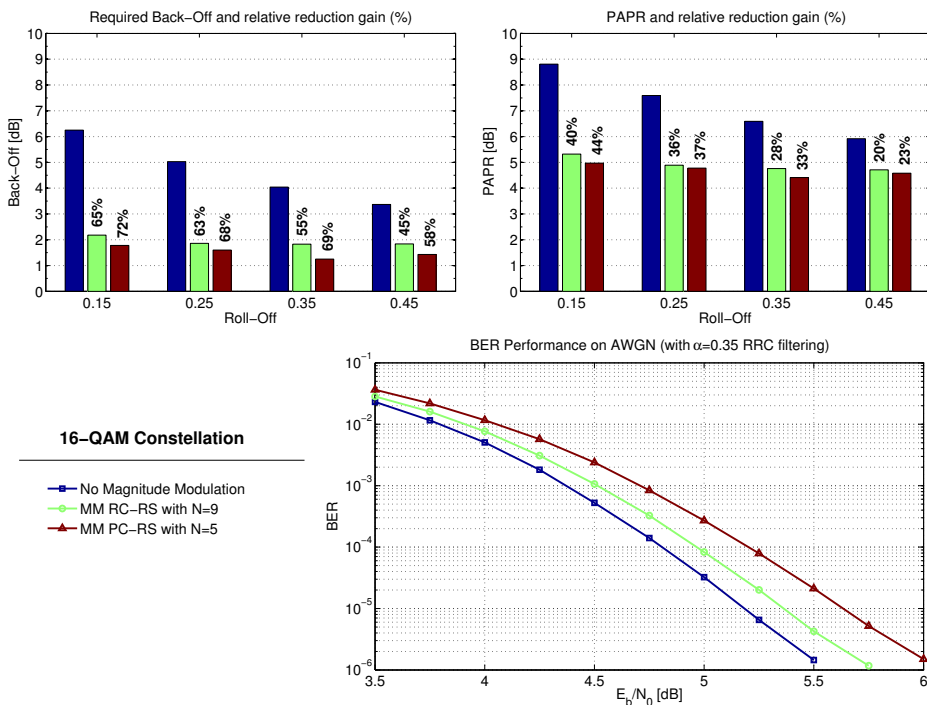 Required Back−Off and relative reduction gain (%)
Back−Off [dB]
10
9
8
7
6
5
4
3
2
1
0
65%
72%
63%
68%
55%
69%
45%
58%
0.15 0.25 0.35 0.45
Roll−Off
PAPR and relative reduction gain (%)
PAPR [dB]
10
9
8
7
6
5
4
3
2
1
0
40%
44%
36%
37%
28%
33%
20%
23%
0.15 0.25 0.35 0.45
Roll−Off
16−QAM Constellation
No Magnitude Modulation
MM RC−RS with N=9
MM PC−RS with N=5
BER Performance on AWGN (with α=0.35 RRC filtering)
BER
10⁻¹
10⁻²
10⁻³
10⁻⁴
10⁻⁵
10⁻⁶
3.5 4 4.5 5 5.5 6
E_b/N_0 [dB]